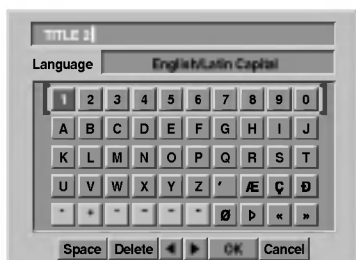 TITLE 2
Language English/Latin Capital
1 2 3 4 5 6 7 8 9 0
A B C D E F G H I J
K L M N O P Q R S T
U V W X Y Z ′ Æ Ç Ð
Ø Þ « »
Space Delete ◄ ► OK Cancel